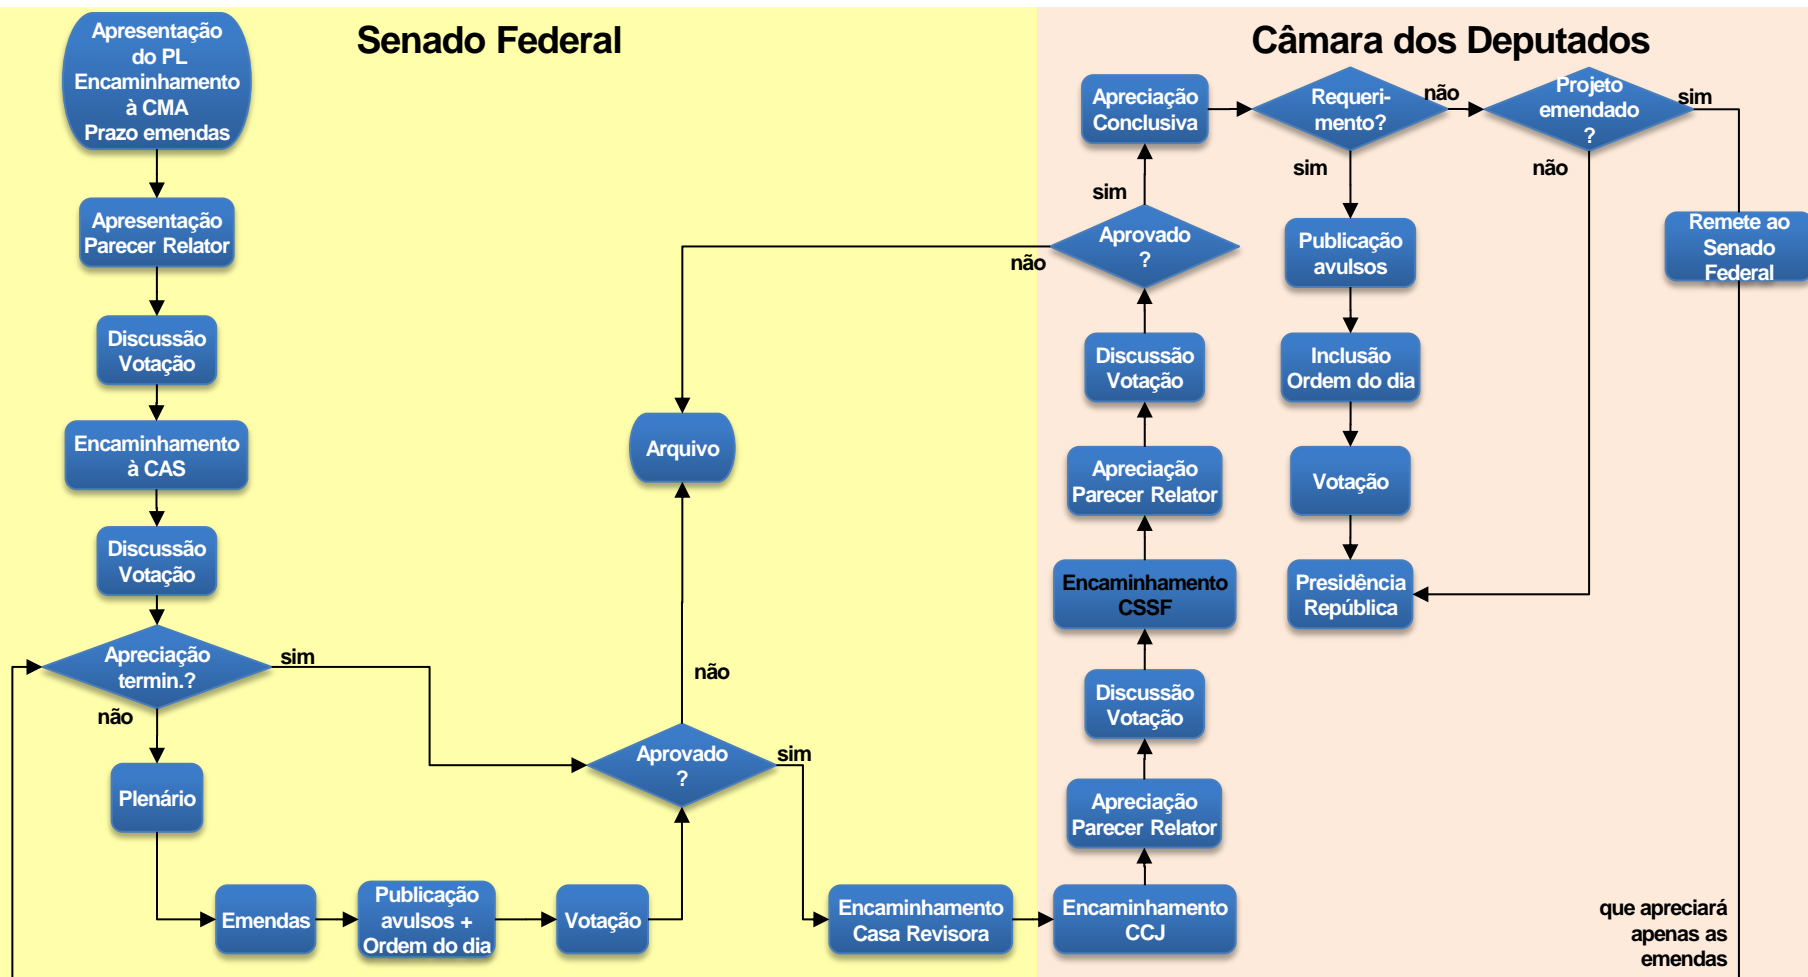 Senado Federal
Apresentação
do PL
Encaminhamento
à CMA
Prazo emendas
Apresentação
Parecer Relator
Discussão
Votação
Encaminhamento
à CAS
Discussão
Votação
Apreciação
termin.?
sim
não
Plenário
Emendas
Publicação
avulsos +
Ordem do dia
Votação
Aprovado
?
não
sim
Arquivo
Encaminhamento
Casa Revisora
Câmara dos Deputados
Encaminhamento
CCJ
Apreciação
Parecer Relator
Discussão
Votação
Encaminhamento
CSSF
Apreciação
Parecer Relator
Discussão
Votação
Aprovado
?
não
sim
Apreciação
Conclusiva
Requeri-
mento?
não
sim
Publicação
avulsos
Inclusão
Ordem do dia
Votação
Presidência
República
Projeto
emendado
?
sim
não
Remete ao
Senado
Federal
que apreciará
apenas as
emendas